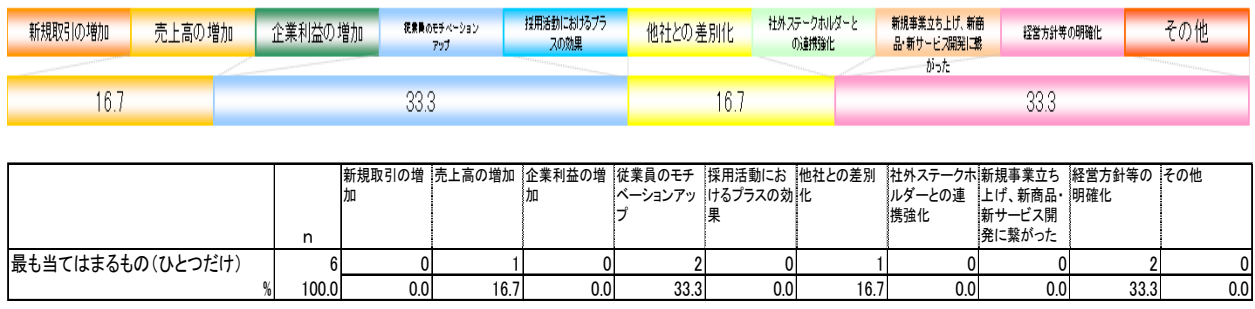 新規取引の増加 売上高の増加 企業利益の増加 従業員のモチベーション 採用活動におけるプラ 他社との差別化 社外ステークホルダーと 新規事業立ち上げ、新商 経営方針等の明確化 その他
アップ スの効果 の連携強化 品・新サービス開発に繋
がった
16.7 33.3 16.7 33.3
新規取引の増 売上高の増加 企業利益の増 従業員のモチ 採用活動にお 他社との差別 社外ステークホ 新規事業立ち 経営方針等の その他
加 加 ベーションアッ けるプラスの効 化 ルダーとの連 上げ、新商品・ 明確化
プ 果 携強化 新サービス開
n 発に繋がった
最も当てはまるもの(ひとつだけ) 6 0 1 0 2 0 1 0 0 2 0
% 100.0 0.0 16.7 0.0 33.3 0.0 16.7 0.0 0.0 33.3 0.0